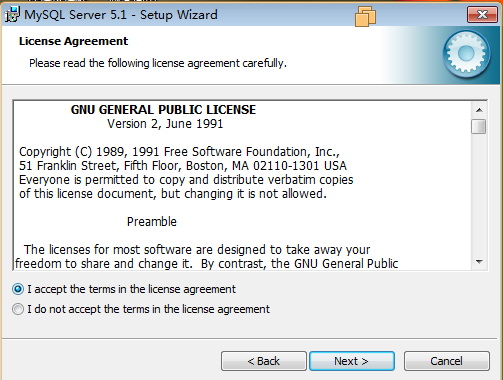 MySQL Server 5.1 - Setup Wizard
License Agreement
Please read the following license agreement carefully.
GNU GENERAL PUBLIC LICENSE
Version 2, June 1991
Copyright (C) 1989, 1991 Free Software Foundation, Inc.,
51 Franklin Street, Fifth Floor, Boston, MA 02110-1301 USA
Everyone is permitted to copy and distribute verbatim copies
of this license document, but changing it is not allowed.
Preamble
The licenses for most software are designed to take away your
freedom to share and change it. By contrast, the GNU General Public
I accept the terms in the license agreement
I do not accept the terms in the license agreement
< Back
Next >
Cancel